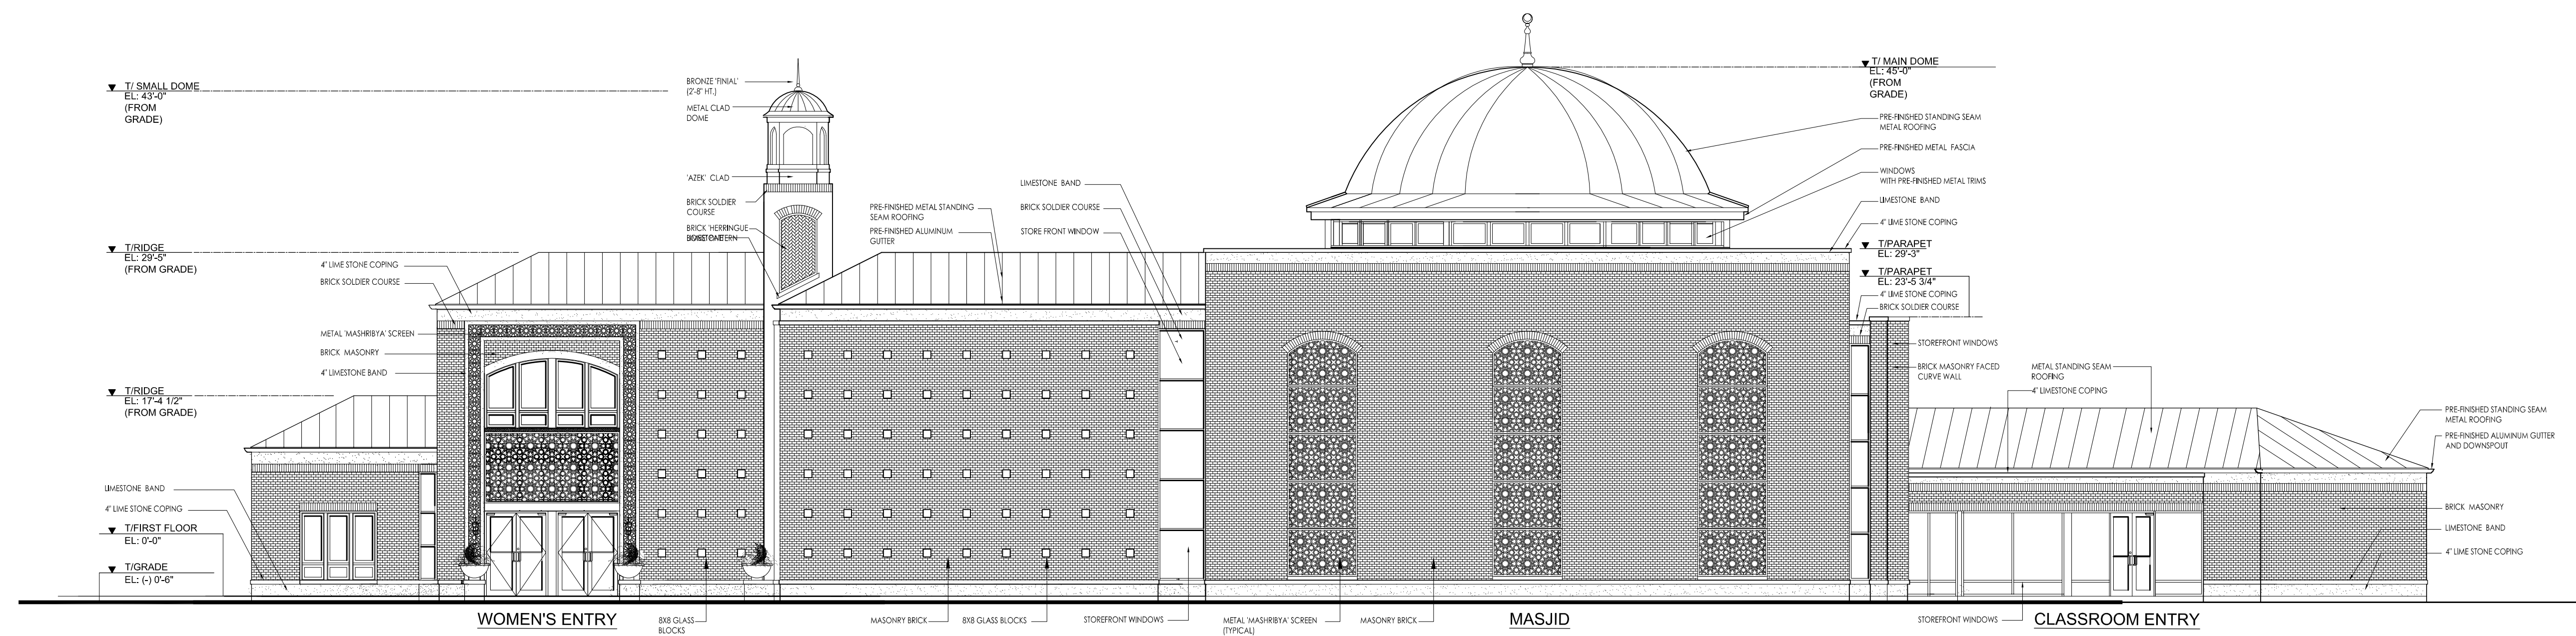 T/ SMALL DOME
EL: 43'-0"
(FROM
GRADE)
T/RIDGE
EL: 29'-5"
(FROM GRADE)
T/RIDGE
EL: 17'-4 1/2"
(FROM GRADE)
LIMESTONE BAND
4" LIME STONE COPING
T/FIRST FLOOR
EL: 0'-0"
T/GRADE
EL: (-) 0'-6"
4" LIME STONE COPING
BRICK SOLDIER COURSE
METAL 'MASHRIBYA' SCREEN
BRICK MASONRY
4" LIMESTONE BAND
BRONZE 'FINIAL'
(2'-8" HT.)
METAL CLAD
DOME
'AZEK' CLAD
BRICK SOLDIER
COURSE
BRICK 'HERRINGUE
PATTERN
PRE-FINISHED METAL STANDING
SEAM ROOFING
PRE-FINISHED ALUMINUM
GUTTER
LIMESTONE BAND
BRICK SOLDIER COURSE
STORE FRONT WINDOW
T/ MAIN DOME
EL: 45'-0"
(FROM
GRADE)
PRE-FINISHED STANDING SEAM
METAL ROOFING
PRE-FINISHED METAL FASCIA
WINDOWS
WITH PRE-FINISHED METAL TRIMS
LIMESTONE BAND
4" LIME STONE COPING
T/PARAPET
EL: 29'-3"
T/PARAPET
EL: 23'-5 3/4"
4" LIME STONE COPING
BRICK SOLDIER COURSE
STOREFRONT WINDOWS
BRICK MASONRY FACED
CURVE WALL
METAL STANDING SEAM
ROOFING
4" LIMESTONE COPING
PRE-FINISHED STANDING SEAM
METAL ROOFING
PRE-FINISHED ALUMINUM GUTTER
AND DOWNSPOUT
BRICK MASONRY
LIMESTONE BAND
4" LIME STONE COPING
WOMEN'S ENTRY
8X8 GLASS
BLOCKS
MASONRY BRICK
8X8 GLASS BLOCKS
STOREFRONT WINDOWS
METAL 'MASHRIBYA' SCREEN
(TYPICAL)
MASONRY BRICK
MASJID
STOREFRONT WINDOWS
CLASSROOM ENTRY